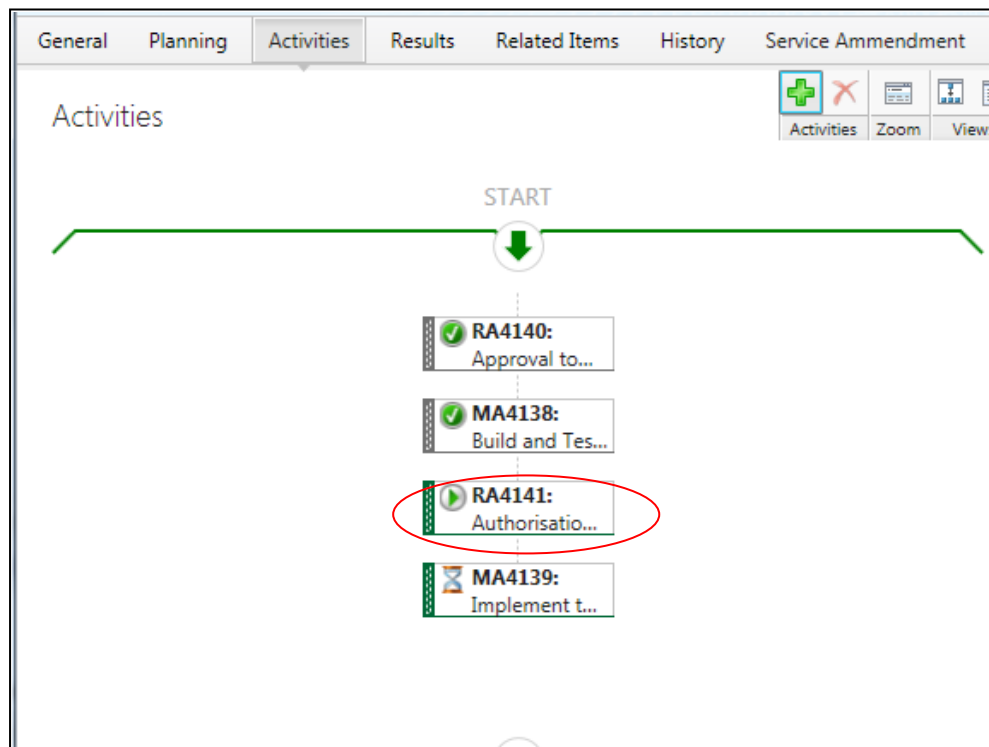 General Planning Activities Results Related Items History Service Ammendment
Activities
Activities Zoom View
START
RA4140:
Approval to...
MA4138:
Build and Tes...
RA4141:
Authorisatio...
MA4139:
Implement t...